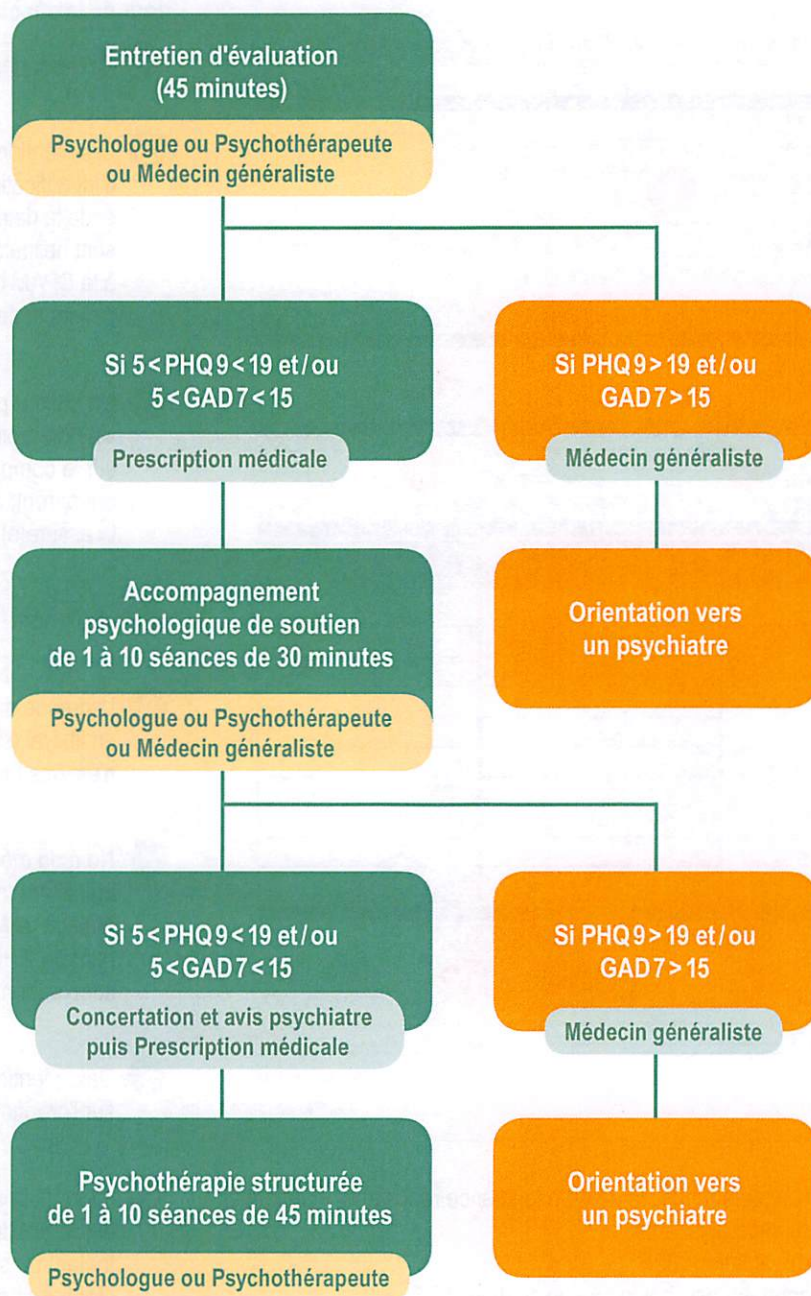 Entretien d'évaluation
(45 minutes)
Psychologue ou Psychothérapeute
ou Médecin généraliste
Si 5<PHQ9<19 et/ou
5<GAD7<15
Prescription médicale
Si PHQ9>19 et/ou
GAD7>15
Médecin généraliste
Accompagnement
psychologique de soutien
de 1 à 10 séances de 30 minutes
Psychologue ou Psychothérapeute
ou Médecin généraliste
Orientation vers
un psychiatre
Si 5<PHQ9<19 et/ou
5<GAD7<15
Concertation et avis psychiatre
puis Prescription médicale
Si PHQ9>19 et/ou
GAD7>15
Médecin généraliste
Psychothérapie structurée
de 1 à 10 séances de 45 minutes
Psychologue ou Psychothérapeute
Orientation vers
un psychiatre